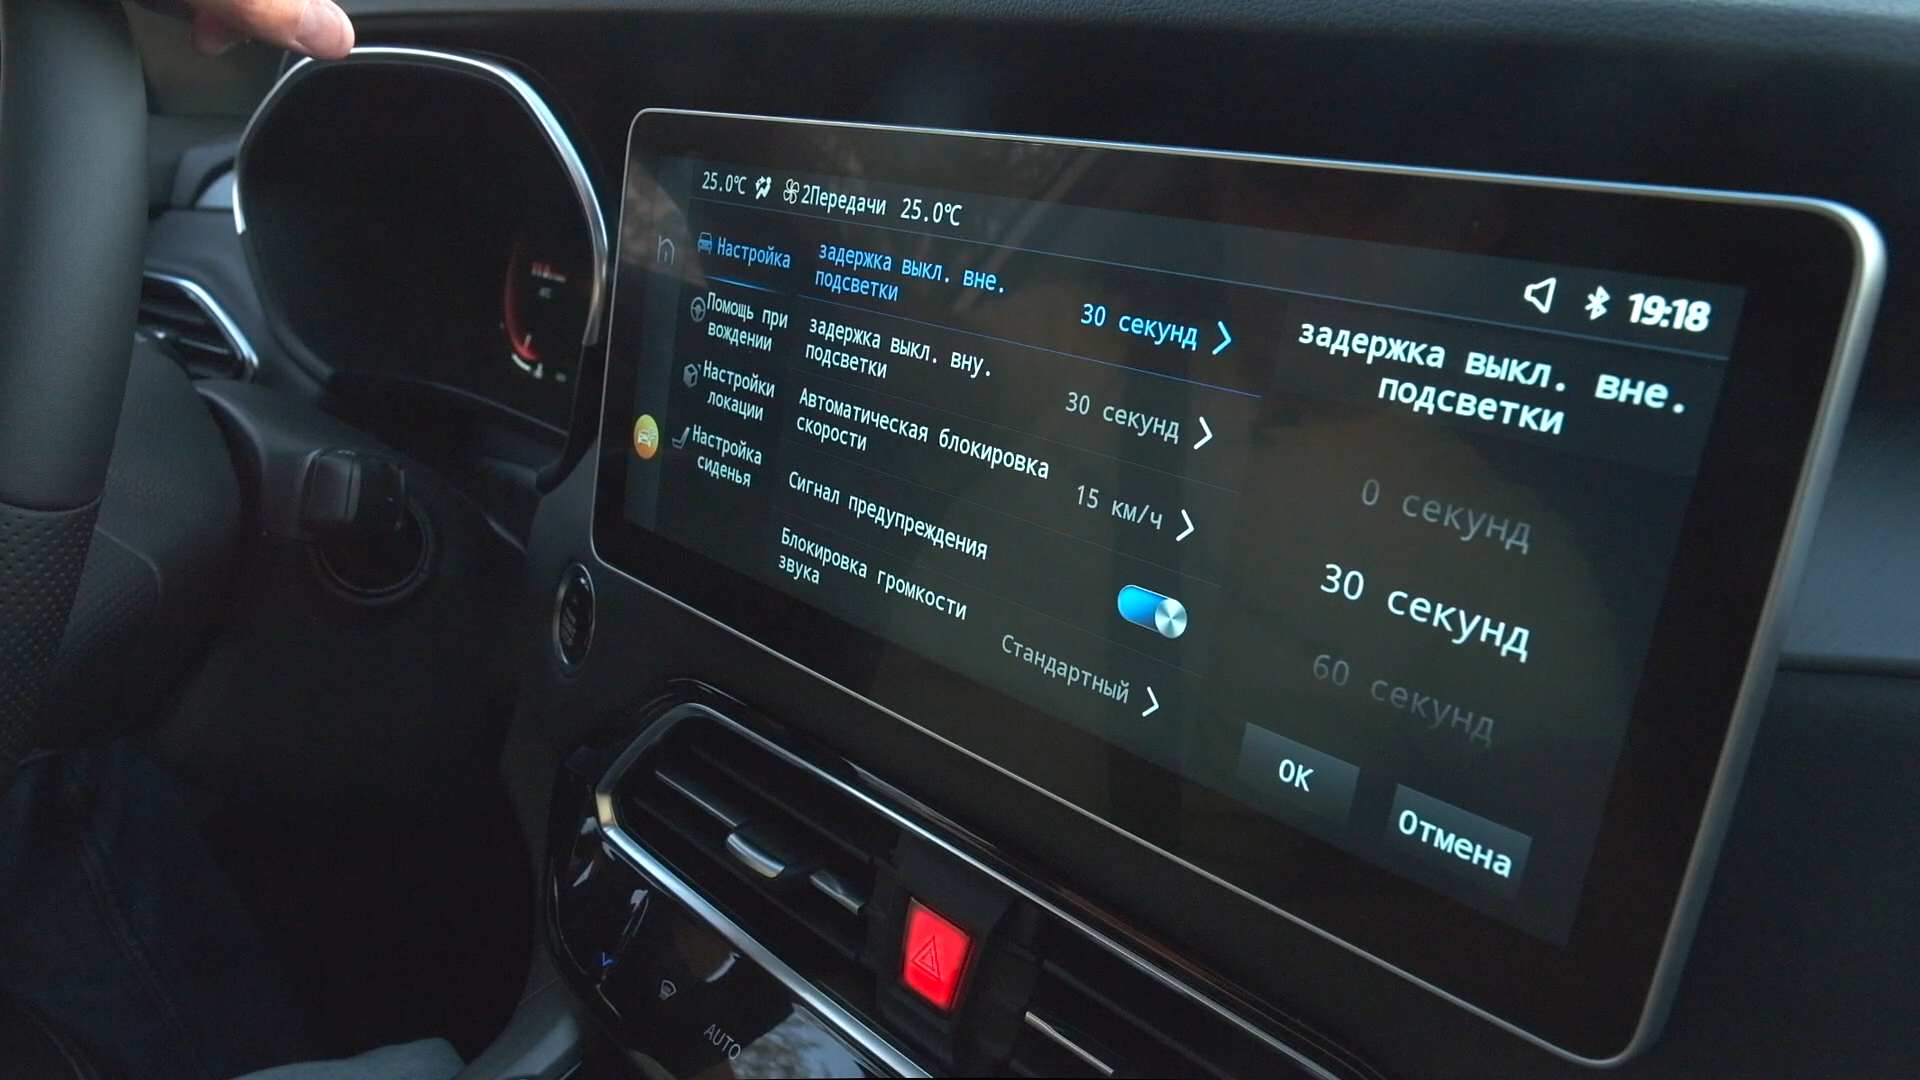 25.0℃ 2Передачи 25.0℃
19:18
Настройка
Помощь при
вождении
Настройки
локации
Настройка
сиденья
задержка выкл. вне.
подсветки
30 секунд
задержка выкл. вну.
подсветки
30 секунд
Автоматическая блокировка
скорости
15 км/ч
Сигнал предупреждения
Блокировка громкости
звука
Стандартный
задержка выкл. вне.
подсветки
0 секунд
30 секунд
60 секунд
ОК
Отмена
AUTO